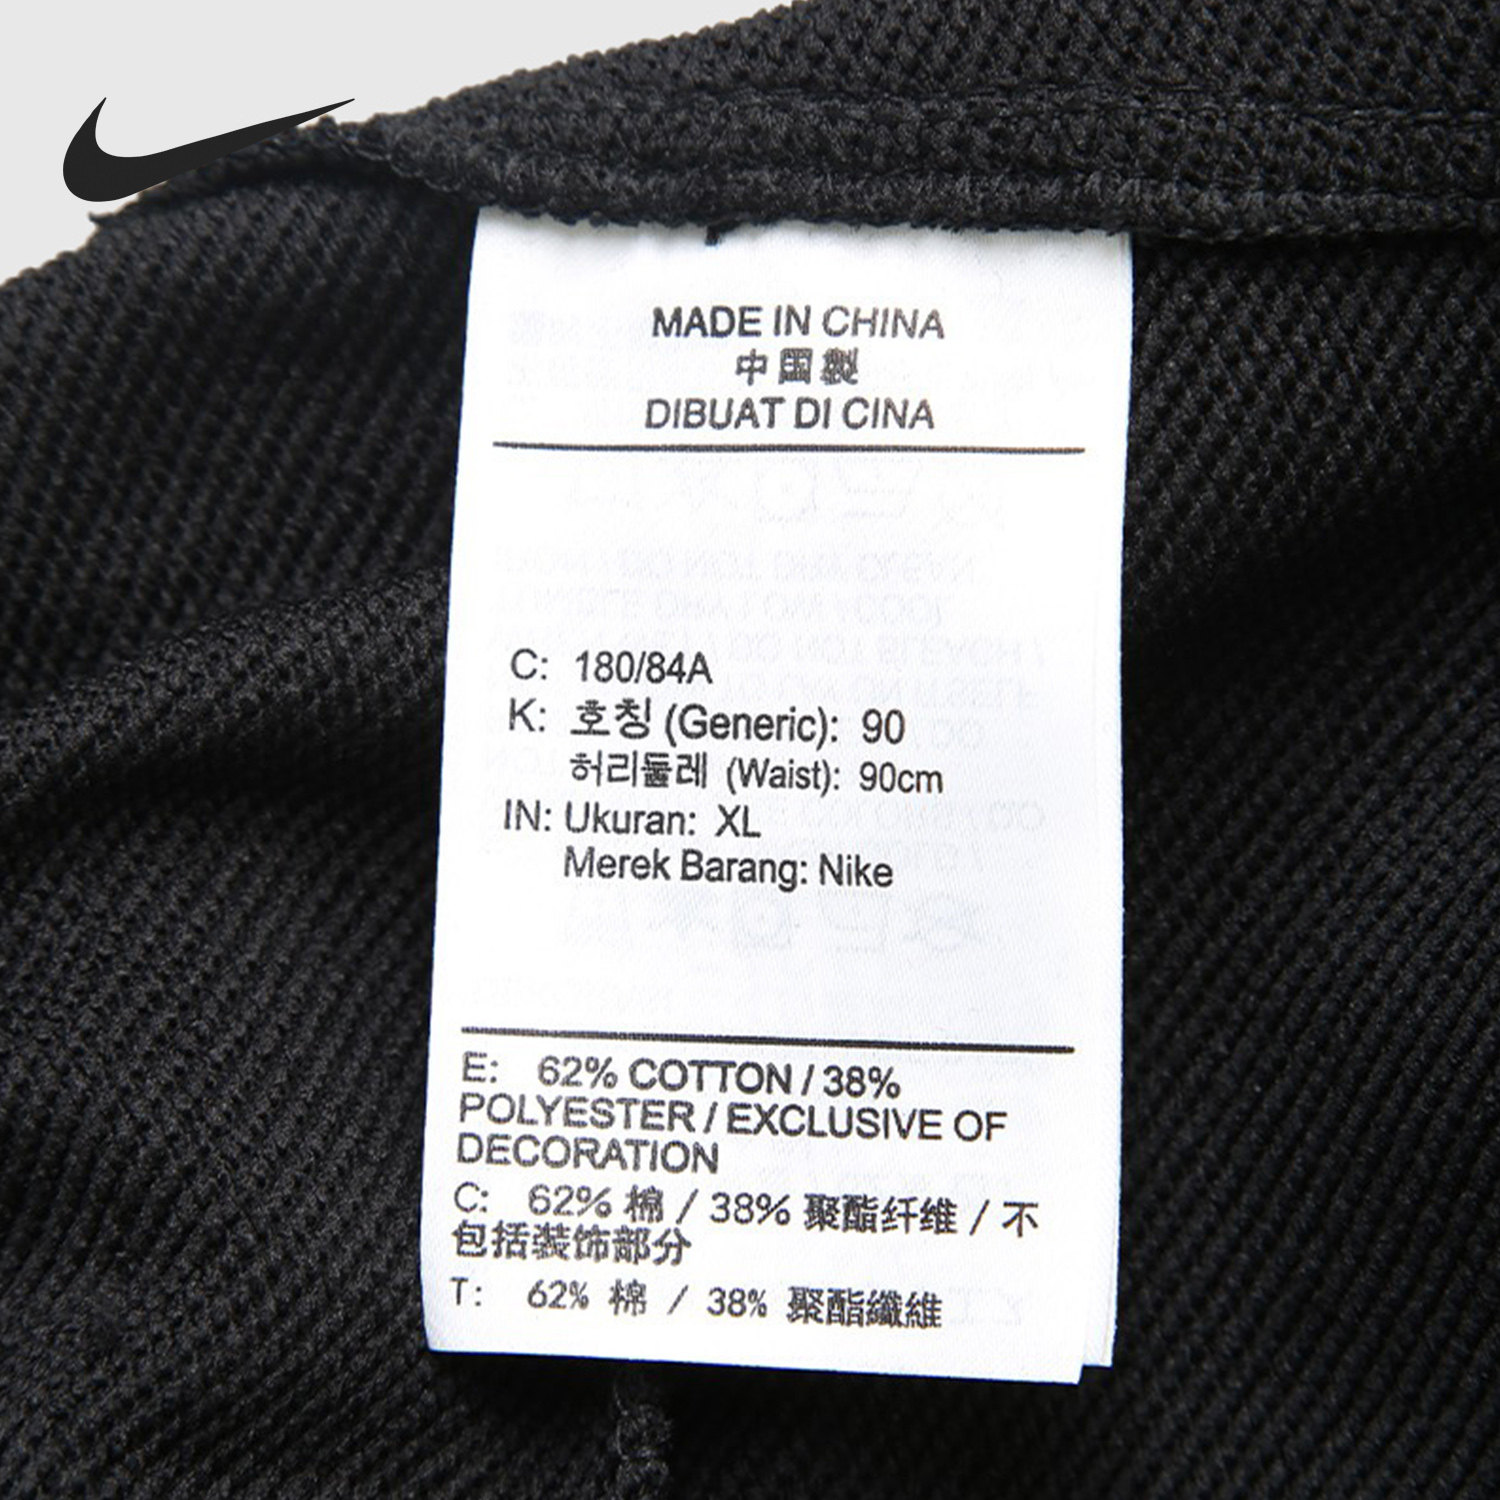 MADE IN CHINA
中国製
DIBUAT DI CINA
C: 180/84A
K: 호칭 (Generic): 90
허리둘레 (Waist): 90cm
IN: Ukuran: XL
Merek Barang: Nike
E: 62% COTTON / 38%
POLYESTER / EXCLUSIVE OF
DECORATION
C: 62% 棉 / 38% 聚酯纤维 / 不
包括装饰部分
T: 62% 棉 / 38% 聚酯纖維